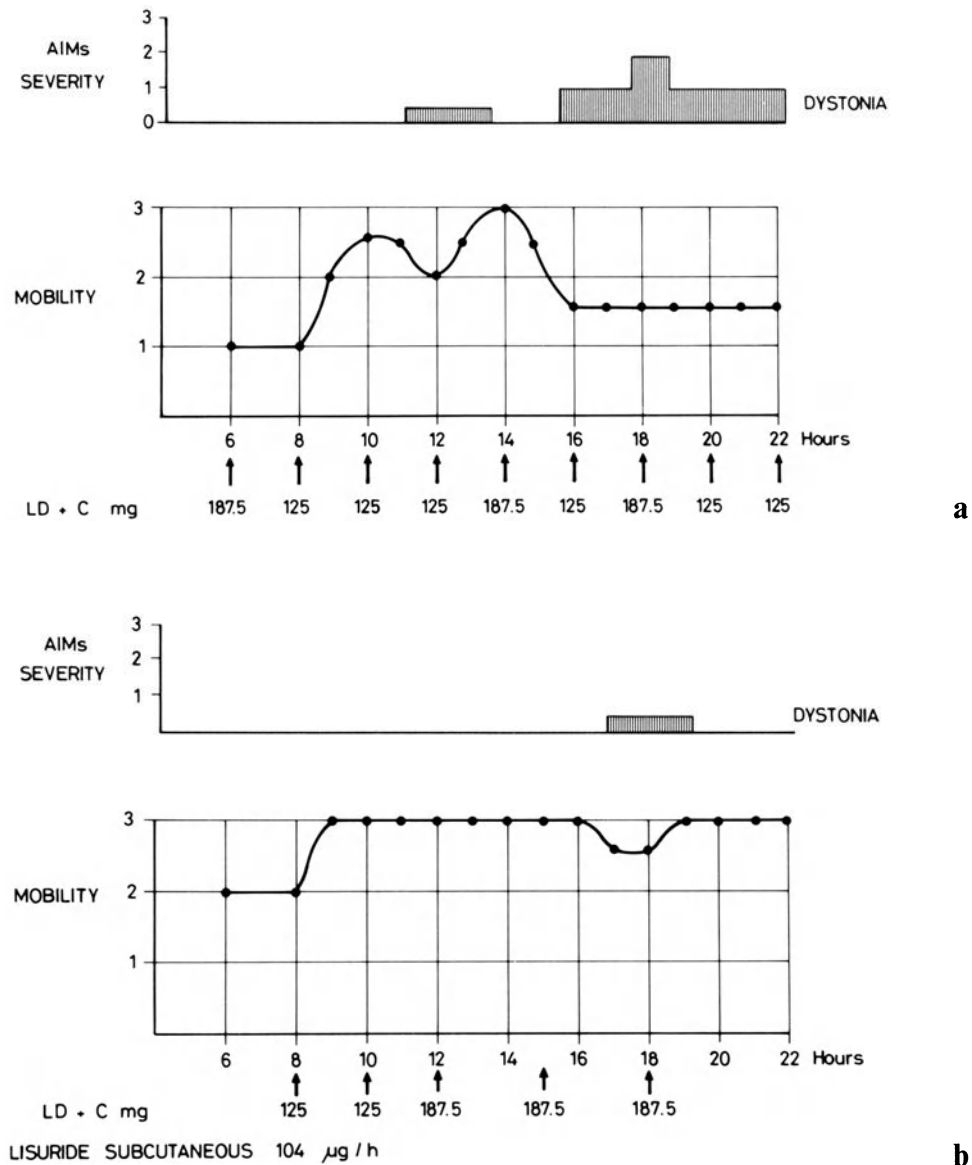 3
AIMs
2
SEVERITY
1
DYSTONIA
0
3
2
MOBILITY
1
6 8 10 12 14 16 18 20 22 Hours
LD + C mg 187.5 125 125 125 187.5 125 187.5 125 125
a
3
AIMs
2
SEVERITY
1
DYSTONIA
3
2
MOBILITY
1
6 8 10 12 14 16 18 20 22 Hours
LD + C mg 125 125 187.5 187.5 187.5
LISURIDE SUBCUTANEOUS 104 µg / h
b